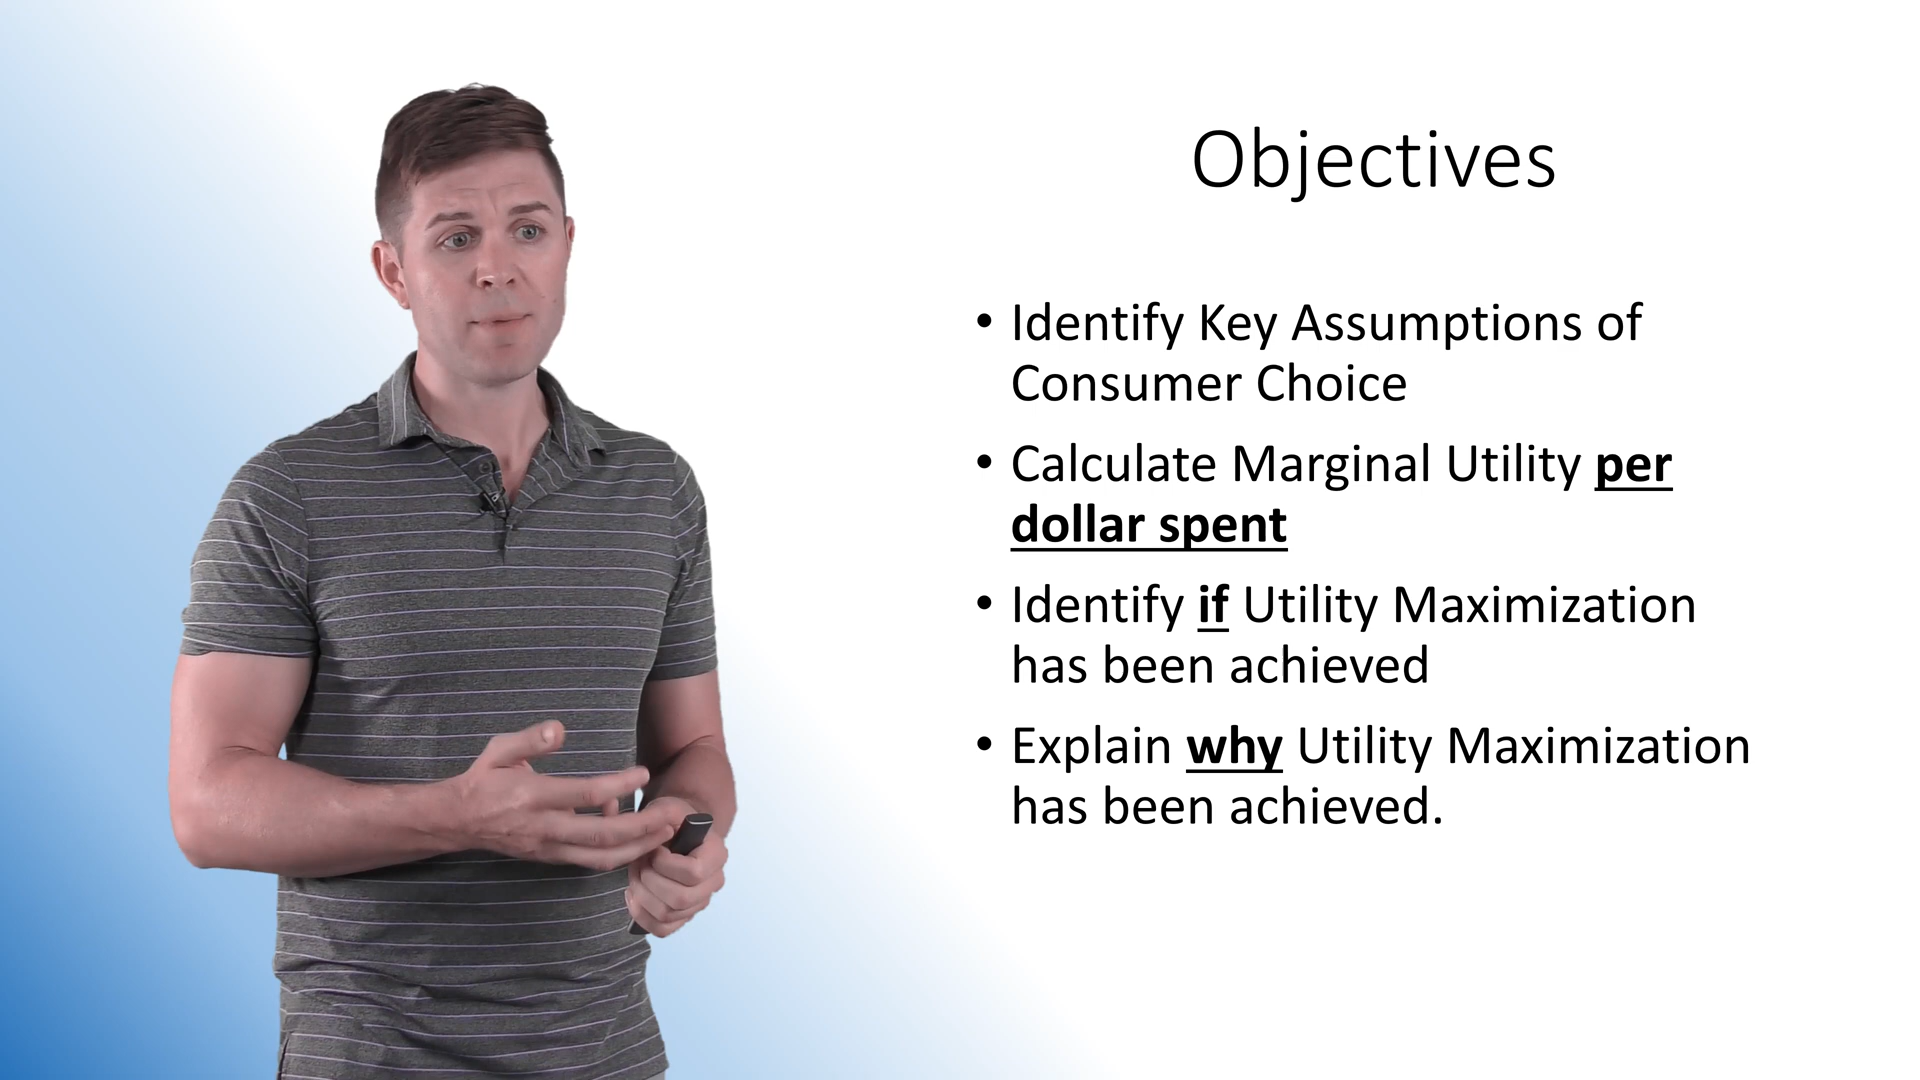 Objectives
• Identify Key Assumptions of
Consumer Choice
• Calculate Marginal Utility per
dollar spent
• Identify if Utility Maximization
has been achieved
• Explain why Utility Maximization
has been achieved.